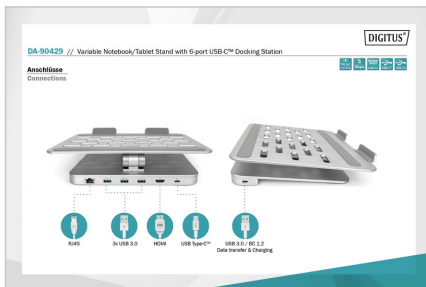 DIGITUS®
DA-90429 // Variable Notebook/Tablet Stand with 6-port USB-C™ Docking Station
Anschlüsse
Connections
RJ45
3x USB 3.0
HDMI
USB Type-C™
USB 3.0 / BC 1.2
Data transfer & Charging